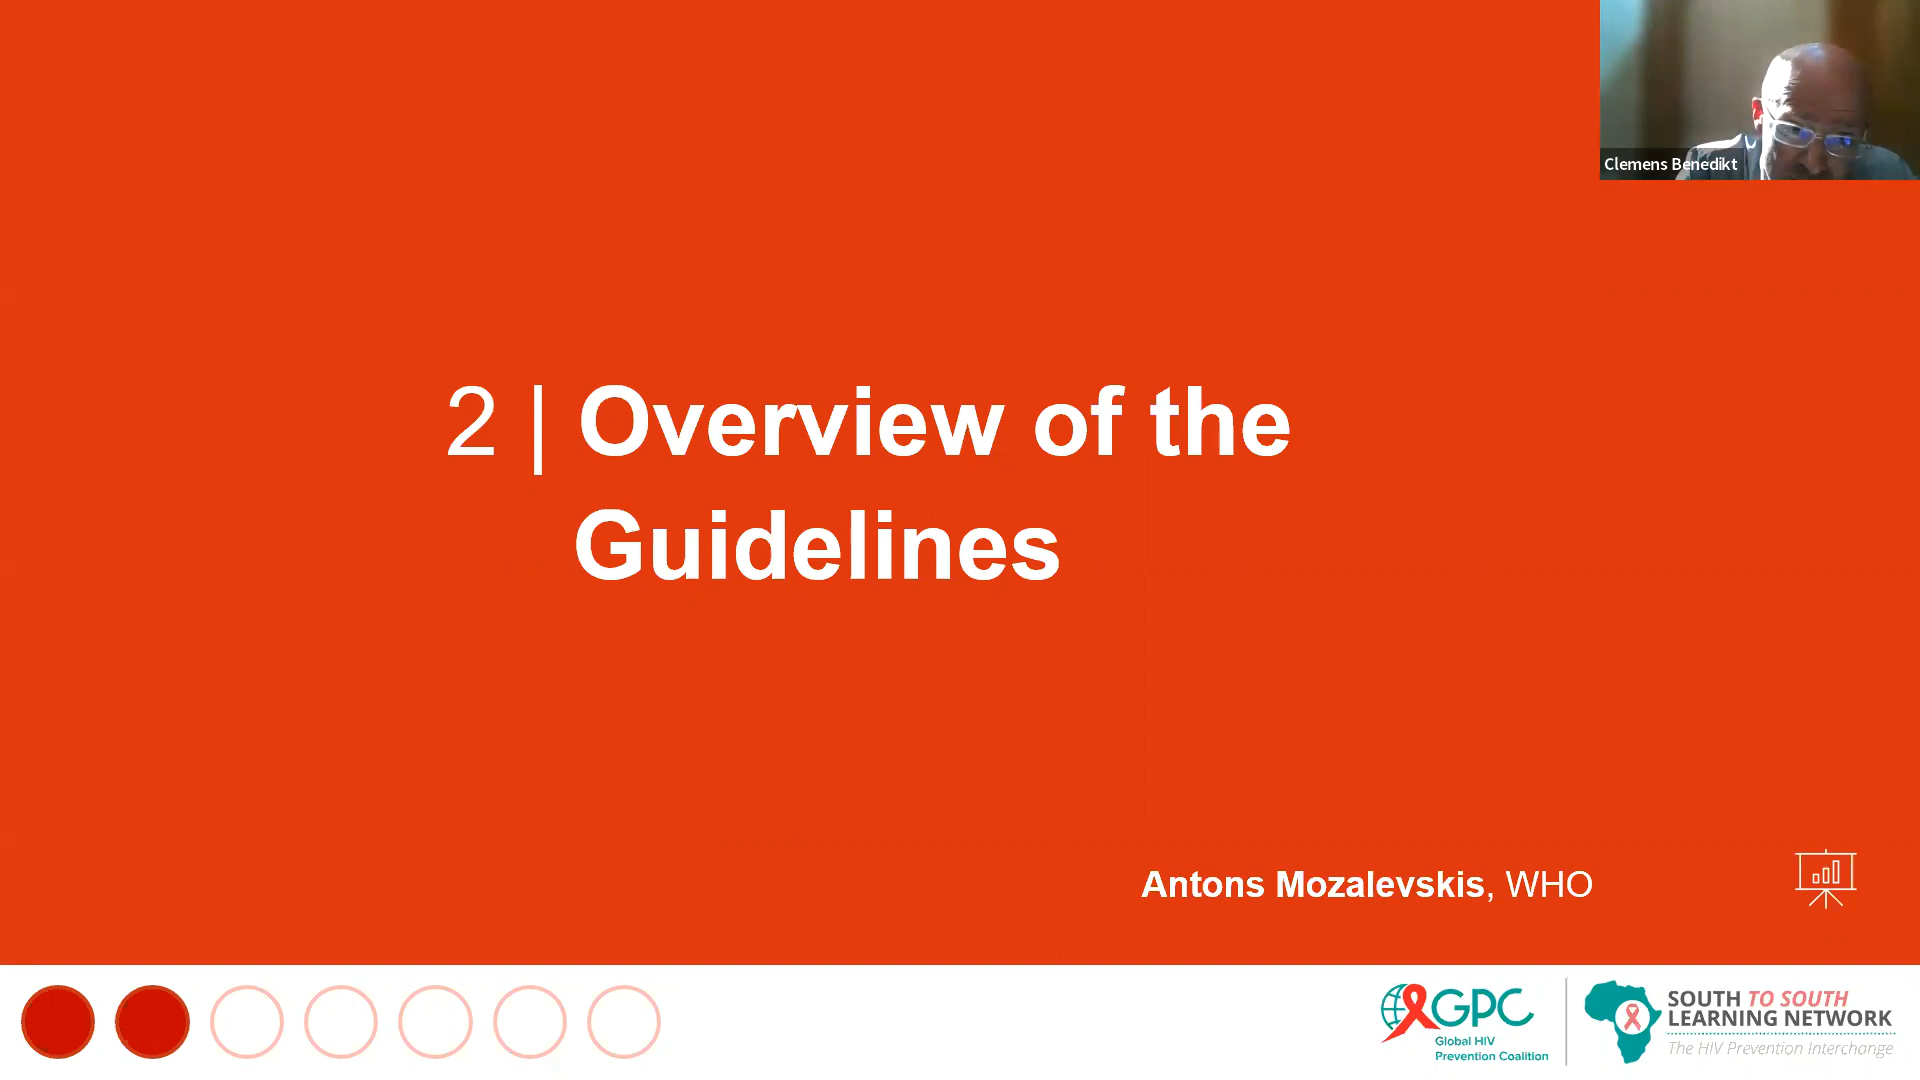 Clemens Benedikt
2 | Overview of the
Guidelines
Antons Mozalevskis, WHO
GPC
Global HIV
Prevention Coalition
SOUTH TO SOUTH
LEARNING NETWORK
The HIV Prevention Interchange